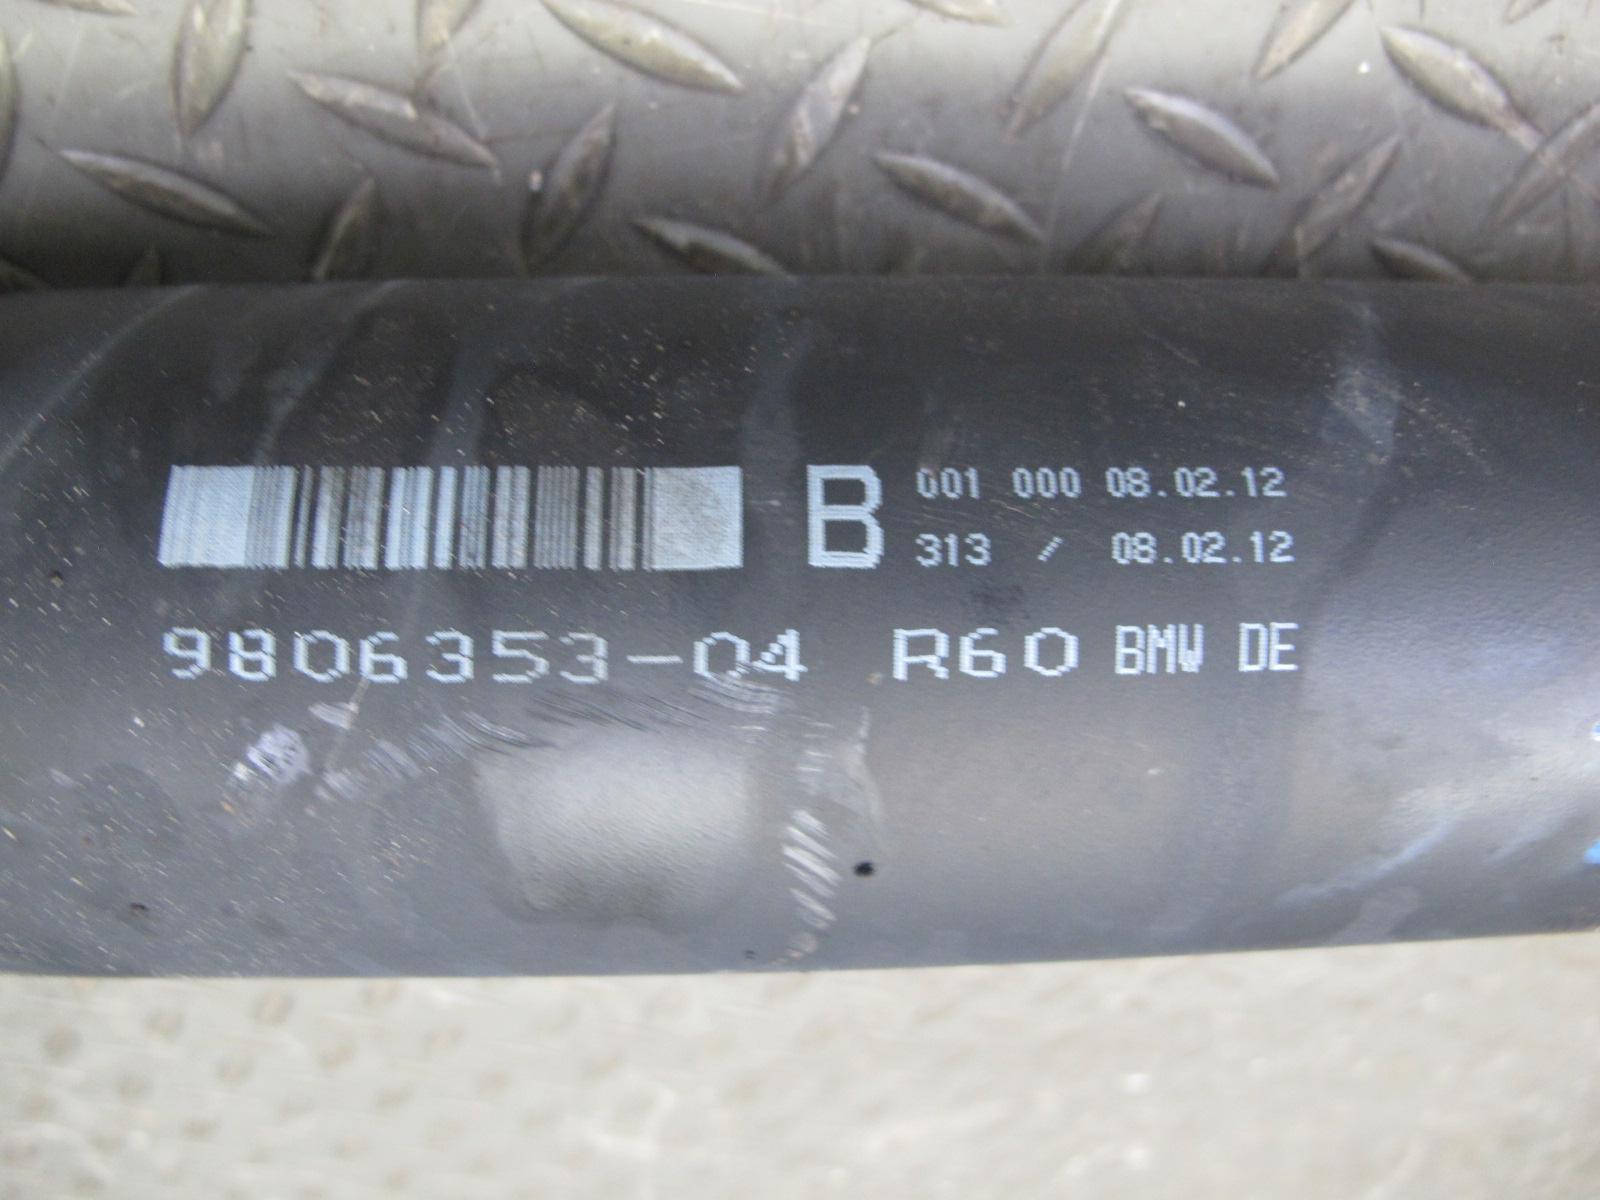 B 001 000 08.02.12
313 / 08.02.12
9806353-04 R60 BMW DE